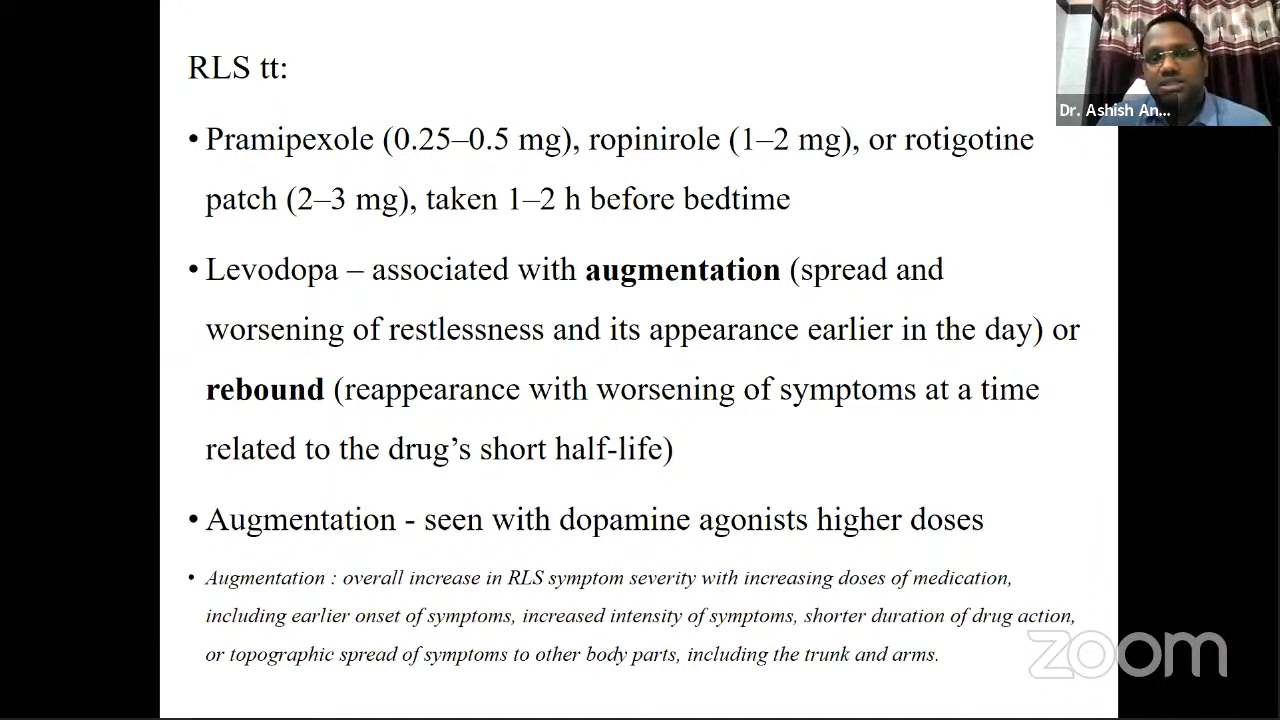 RLS tt:
Dr. Ashish An...
• Pramipexole (0.25–0.5 mg), ropinirole (1–2 mg), or rotigotine
patch (2–3 mg), taken 1–2 h before bedtime
• Levodopa – associated with augmentation (spread and
worsening of restlessness and its appearance earlier in the day) or
rebound (reappearance with worsening of symptoms at a time
related to the drug’s short half-life)
• Augmentation - seen with dopamine agonists higher doses
• Augmentation : overall increase in RLS symptom severity with increasing doses of medication,
including earlier onset of symptoms, increased intensity of symptoms, shorter duration of drug action,
or topographic spread of symptoms to other body parts, including the trunk and arms.
zoom